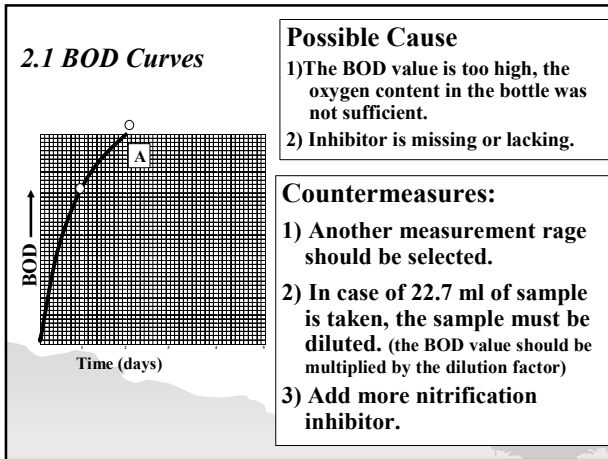 2.1 BOD Curves
A
BOD
Time (days)
Possible Cause
1)The BOD value is too high, the
oxygen content in the bottle was
not sufficient.
2) Inhibitor is missing or lacking.
Countermeasures:
1) Another measurement rage
should be selected.
2) In case of 22.7 ml of sample
is taken, the sample must be
diluted. (the BOD value should be
multiplied by the dilution factor)
3) Add more nitrification
inhibitor.